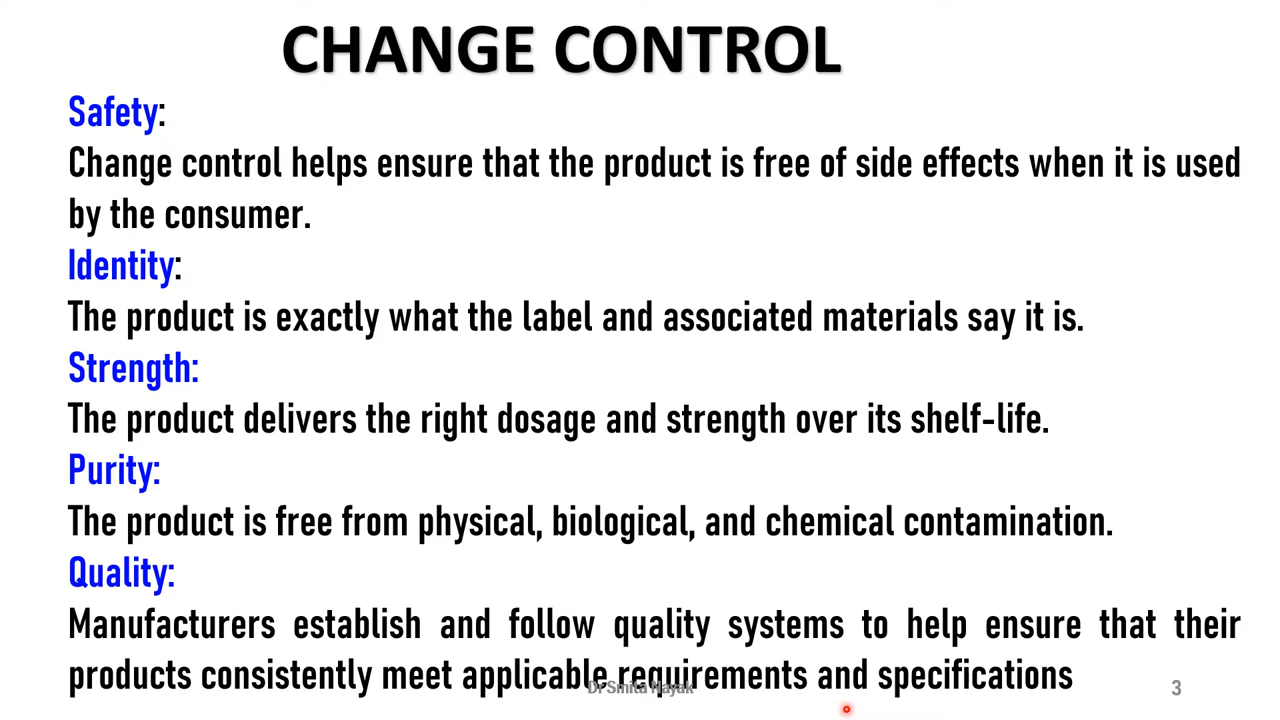 CHANGE CONTROL
Safety:
Change control helps ensure that the product is free of side effects when it is used
by the consumer.
Identity:
The product is exactly what the label and associated materials say it is.
Strength:
The product delivers the right dosage and strength over its shelf-life.
Purity:
The product is free from physical, biological, and chemical contamination.
Quality:
Manufacturers establish and follow quality systems to help ensure that their
products consistently meet applicable requirements and specifications
Dr Smita Nayak
3